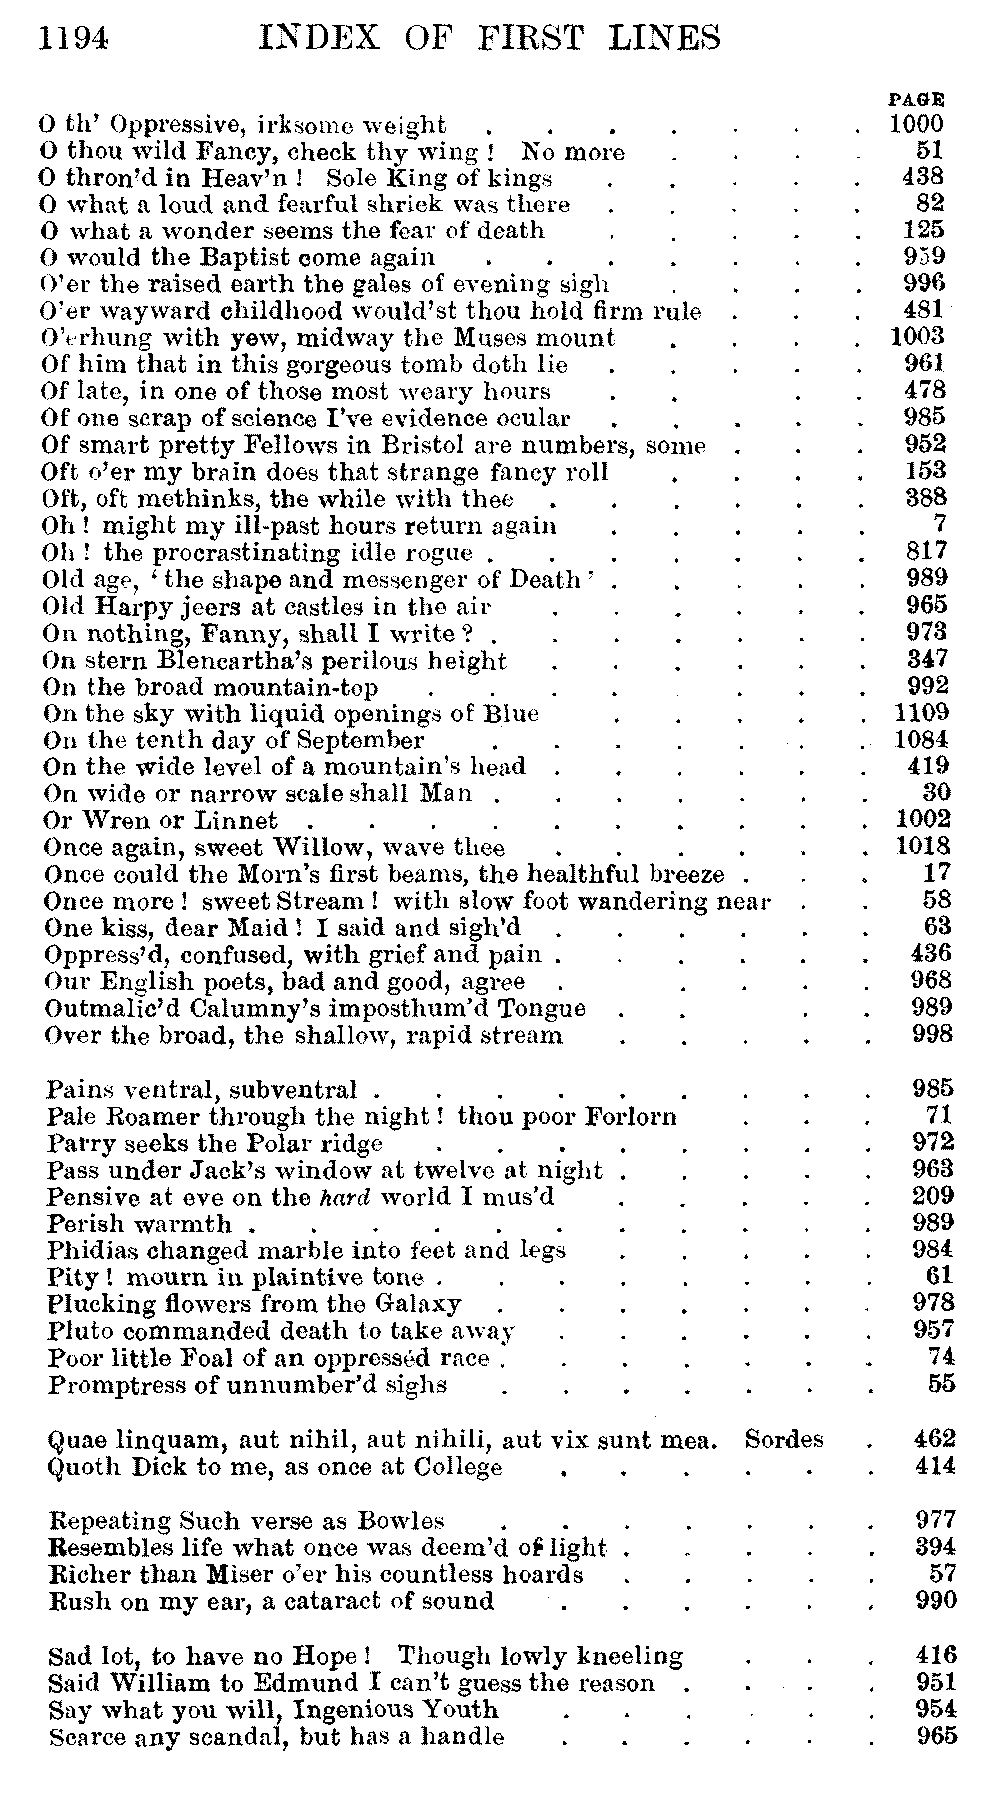 1194 INDEX OF FIRST LINES
PAGE
O th' Oppressive, irksome weight . . . . . . . 1000
O thou wild Fancy, check thy wing ! No more . . . . 51
O thron'd in Heav'n ! Sole King of kings . . . . . 438
O what a loud and fearful shriek was there . . . . . 82
O what a wonder seems the fear of death . . . . . 125
O would the Baptist come again . . . . . . . 959
O'er the raised earth the gales of evening sigh . . . . 996
O'er wayward childhood would'st thou hold firm rule . . . 481
O'erhung with yew, midway the Muses mount . . . . 1003
Of him that in this gorgeous tomb doth lie . . . . . 961
Of late, in one of those most weary hours . . . . 478
Of one scrap of science I've evidence ocular . . . . . 985
Of smart pretty Fellows in Bristol are numbers, some . . . 952
Oft o'er my brain does that strange fancy roll . . . . 153
Oft, oft methinks, the while with thee . . . . . . 388
Oh ! might my ill-past hours return again . . . . . 7
Oh ! the procrastinating idle rogue . . . . . . . 817
Old age, ' the shape and messenger of Death ' . . . . . 989
Old Harpy jeers at castles in the air . . . . . . 965
On nothing, Fanny, shall I write ? . . . . . . . 973
On stern Blencartha's perilous height . . . . . . 347
On the broad mountain-top . . . . . . . . 992
On the sky with liquid openings of Blue . . . . . 1109
On the tenth day of September . . . . . . . 1084
On the wide level of a mountain's head . . . . . . 419
On wide or narrow scale shall Man . . . . . . . 30
Or Wren or Linnet . . . . . . . . . . 1002
Once again, sweet Willow, wave thee . . . . . . 1018
Once could the Morn's first beams, the healthful breeze . . . 17
Once more ! sweet Stream ! with slow foot wandering near . . 58
One kiss, dear Maid ! I said and sigh'd . . . . . . 63
Oppress'd, confused, with grief and pain . . . . . . 436
Our English poets, bad and good, agree . . . . . 968
Outmalic'd Calumny's imposthum'd Tongue . . . . 989
Over the broad, the shallow, rapid stream . . . . . 998
Pains ventral, subventral . . . . . . . . . 985
Pale Roamer through the night ! thou poor Forlorn . . . 71
Parry seeks the Polar ridge . . . . . . . . 972
Pass under Jack's window at twelve at night . . . . . 963
Pensive at eve on the hard world I mus'd . . . . . 209
Perish warmth . . . . . . . . . . . 989
Phidias changed marble into feet and legs . . . . . 984
Pity ! mourn in plaintive tone . . . . . . . . 61
Plucking flowers from the Galaxy . . . . . . . 978
Pluto commanded death to take away . . . . . . 957
Poor little Foal of an oppresséd race . . . . . . . 74
Promptress of unnumber'd sighs . . . . . . . 55
Quae linquam, aut nihil, aut nihili, aut vix sunt mea. Sordes . 462
Quoth Dick to me, as once at College . . . . . . 414
Repeating Such verse as Bowles . . . . . . . 977
Resembles life what once was deem'd of light . . . . . 394
Richer than Miser o'er his countless hoards . . . . . 57
Rush on my ear, a cataract of sound . . . . . . 990
Sad lot, to have no Hope ! Though lowly kneeling . . . 416
Said William to Edmund I can't guess the reason . . . . 951
Say what you will, Ingenious Youth . . . . . . 954
Scarce any scandal, but has a handle . . . . . . 965